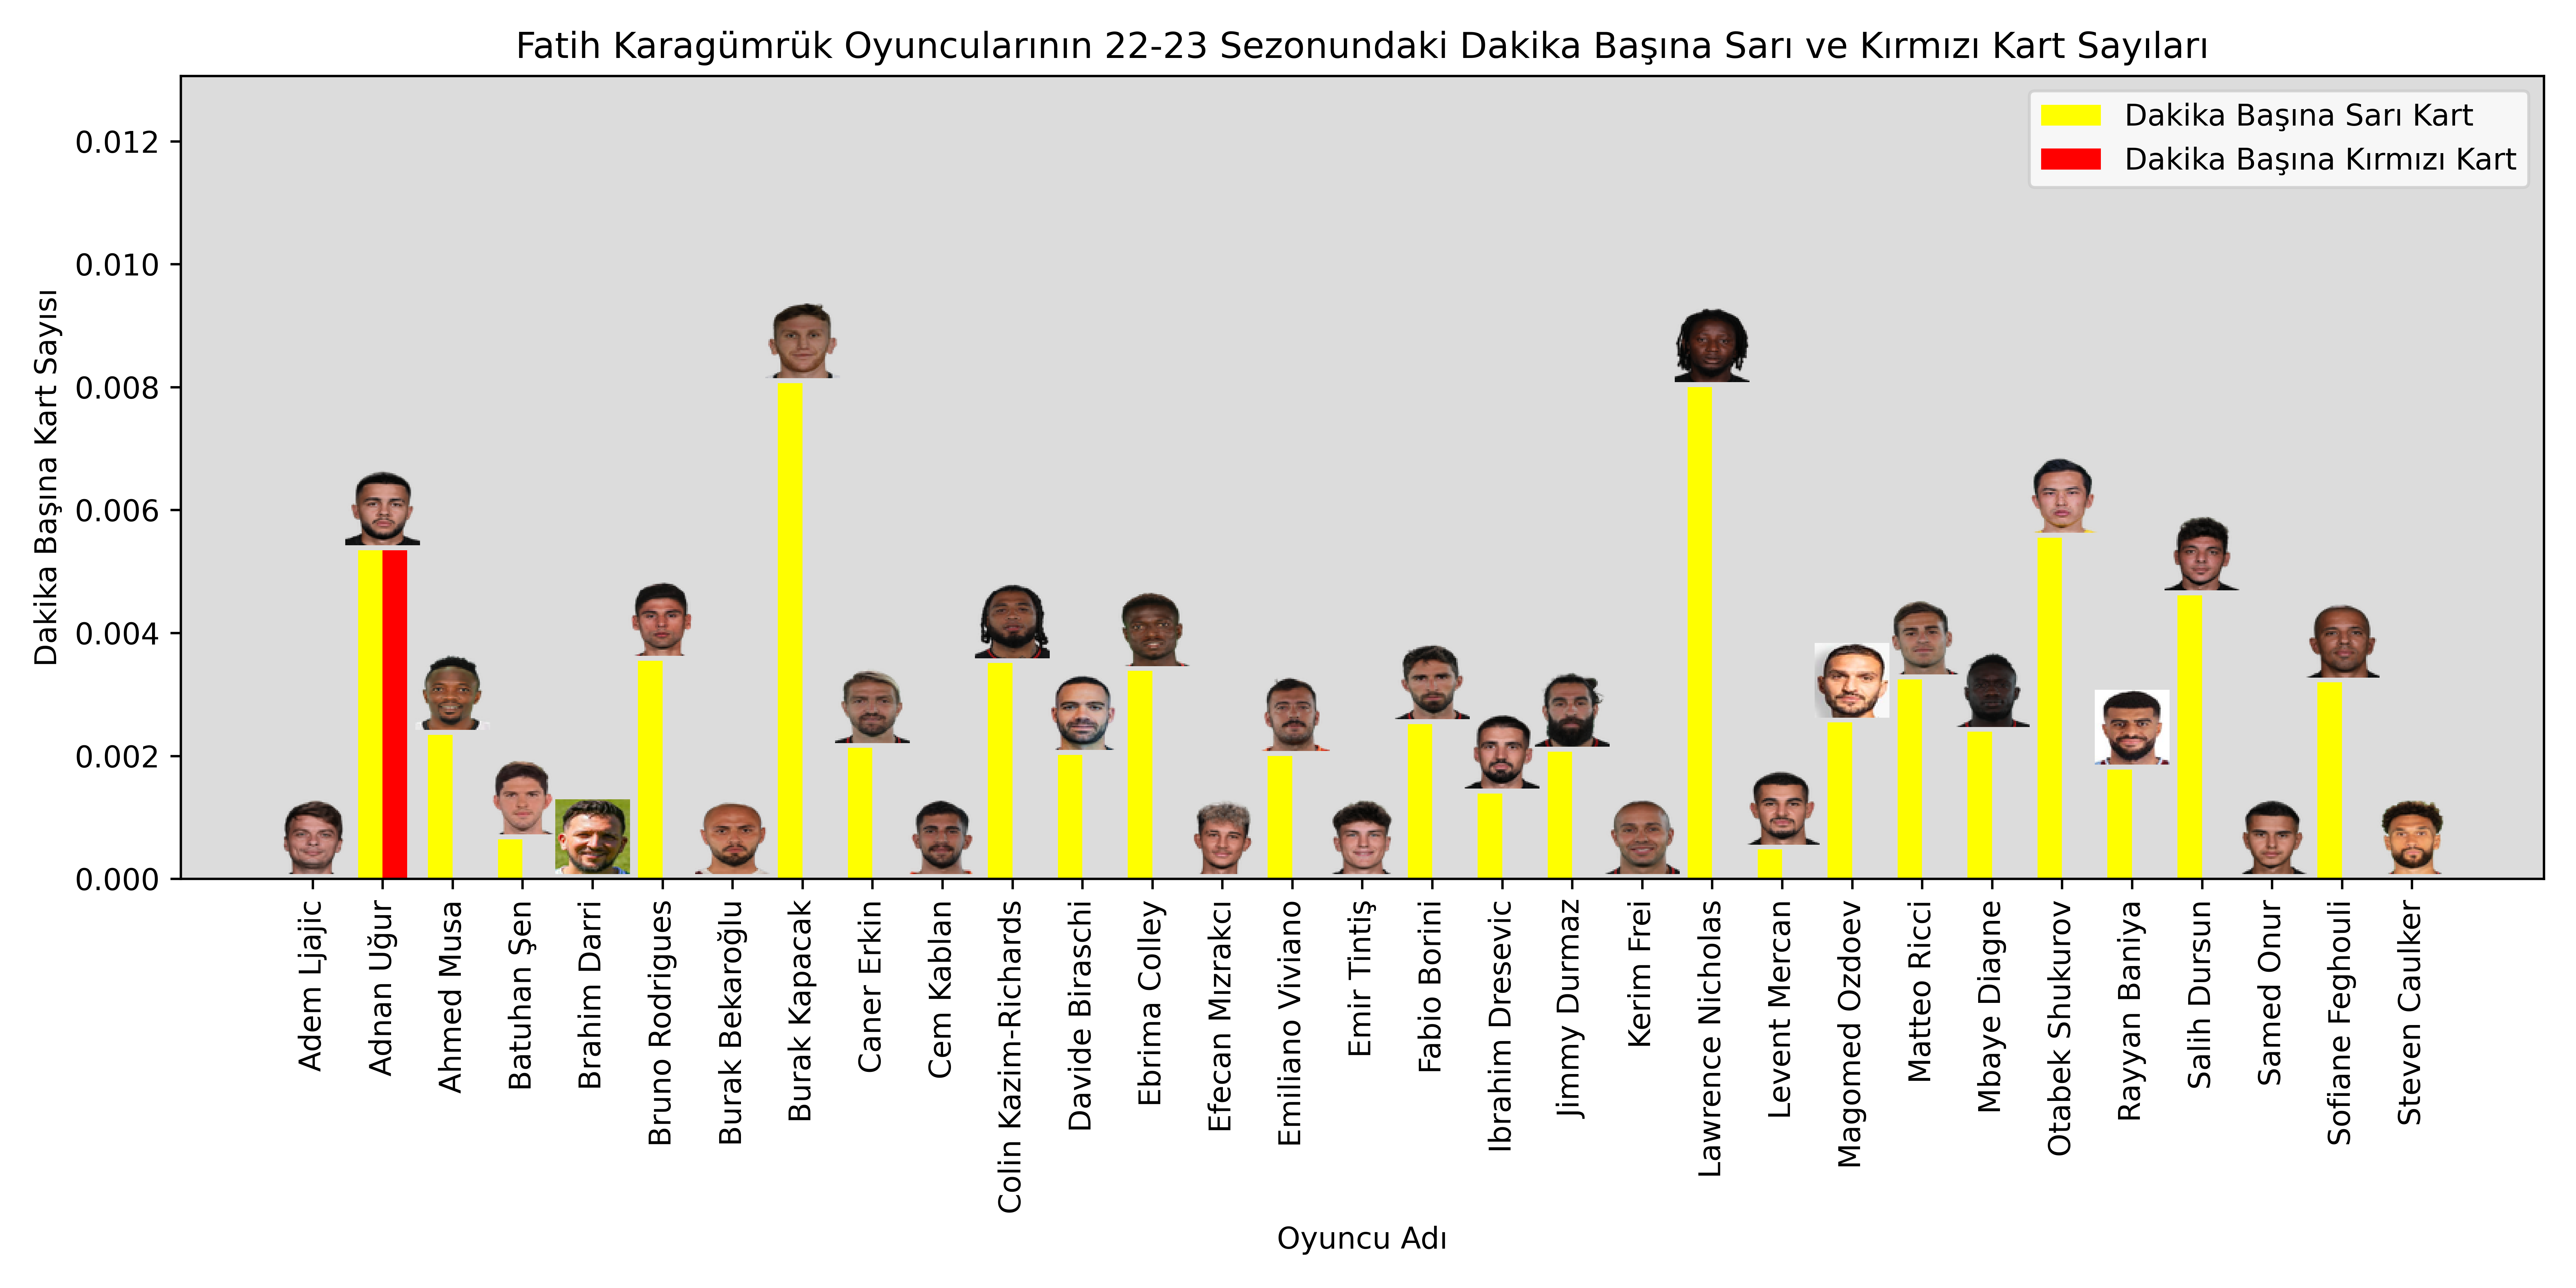 Fatih Karagümrük Oyuncularının 22-23 Sezonundaki Dakika Başına Sarı ve Kırmızı Kart Sayıları
Dakika Başına Sarı Kart
Dakika Başına Kırmızı Kart
Dakika Başına Kart Sayısı
0.012
0.010
0.008
0.006
0.004
0.002
0.000
Adem Ljajic
Adnan Uğur
Ahmed Musa
Batuhan Şen
Brahim Darri
Bruno Rodrigues
Burak Bekaroğlu
Burak Kapacak
Caner Erkin
Cem Kablan
Colin Kazim-Richards
Davide Biraschi
Ebrima Colley
Efecan Mızrakcı
Emiliano Viviano
Emir Tintiş
Fabio Borini
Ibrahim Dresevic
Jimmy Durmaz
Kerim Frei
Lawrence Nicholas
Levent Mercan
Magomed Ozdoev
Matteo Ricci
Mbaye Diagne
Otabek Shukurov
Rayyan Baniya
Salih Dursun
Samed Onur
Sofiane Feghouli
Steven Caulker
Oyuncu Adı